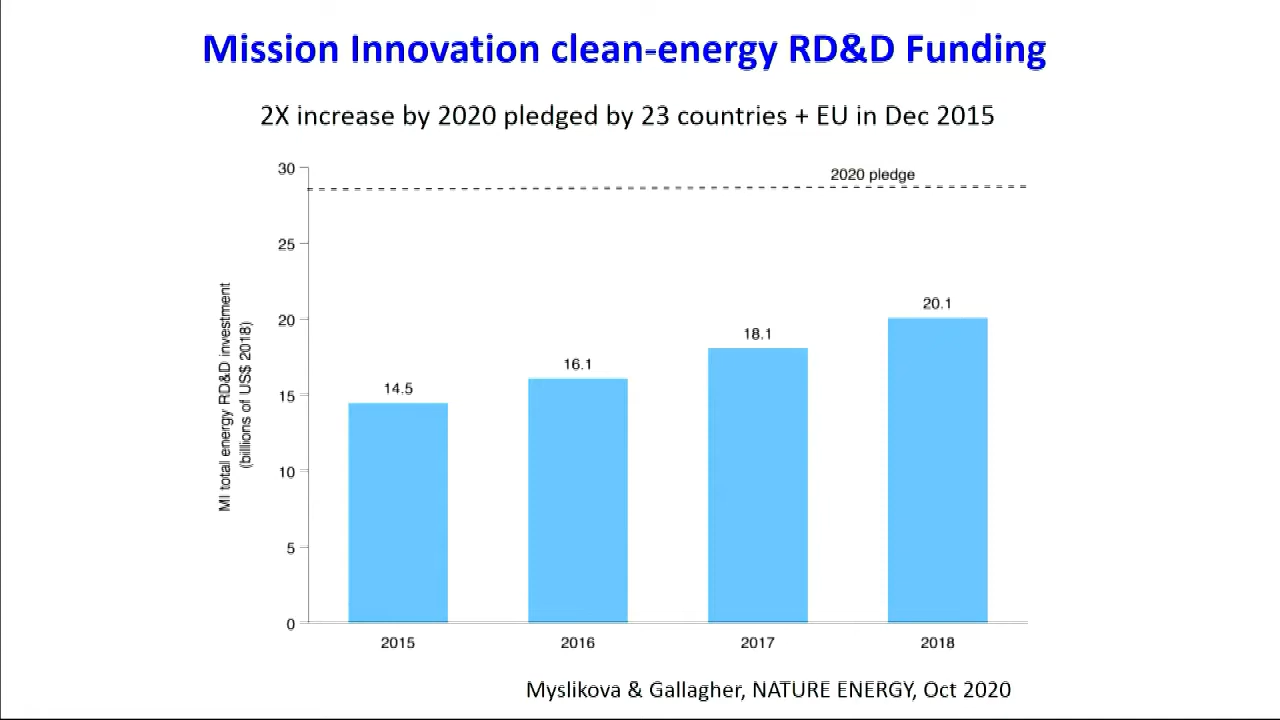 Mission Innovation clean-energy RD&D Funding
2X increase by 2020 pledged by 23 countries + EU in Dec 2015
30
2020 pledge
25
20
15
10
5
0
MI total energy RD&D investment
(billions of US$ 2018)
14.5
16.1
18.1
20.1
2015
2016
2017
2018
Myslikova & Gallagher, NATURE ENERGY, Oct 2020